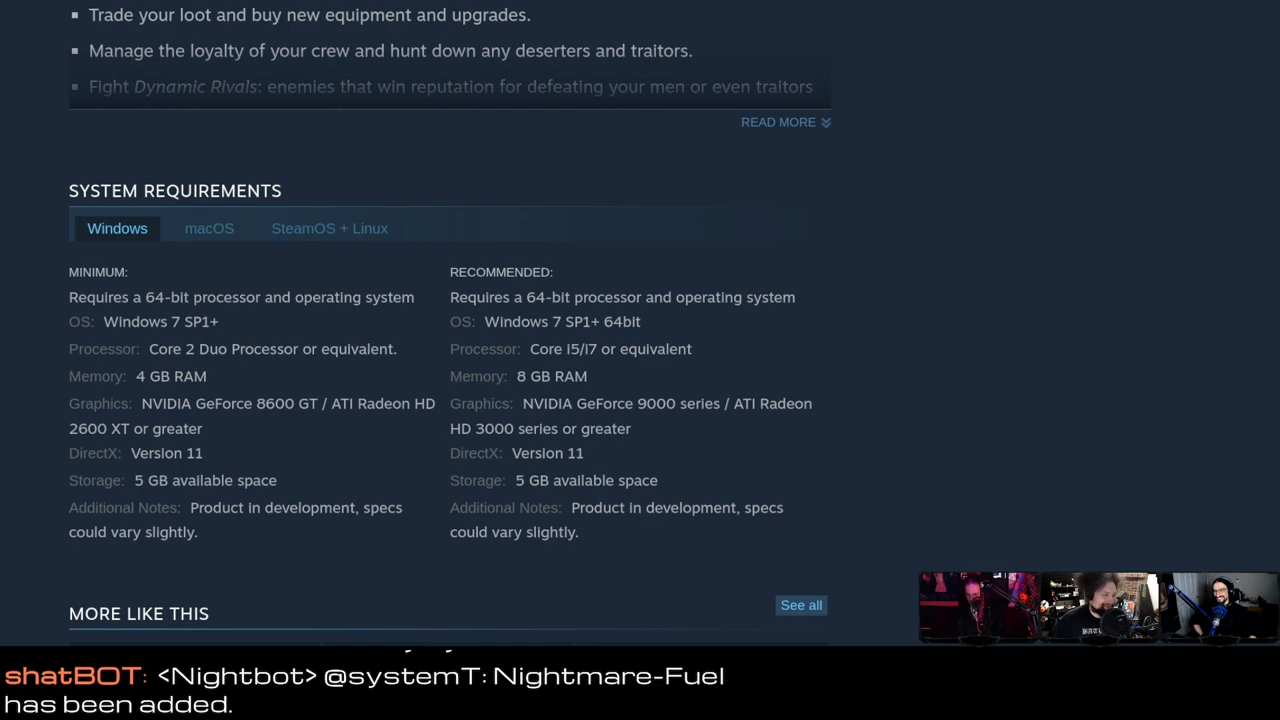 ▪ Trade your loot and buy new equipment and upgrades.
▪ Manage the loyalty of your crew and hunt down any deserters and traitors.
▪ Fight Dynamic Rivals: enemies that win reputation for defeating your men or even traitors
READ MORE
SYSTEM REQUIREMENTS
Windows macOS SteamOS + Linux
MINIMUM:
Requires a 64-bit processor and operating system
OS: Windows 7 SP1+
Processor: Core 2 Duo Processor or equivalent.
Memory: 4 GB RAM
Graphics: NVIDIA GeForce 8600 GT / ATI Radeon HD
2600 XT or greater
DirectX: Version 11
Storage: 5 GB available space
Additional Notes: Product in development, specs
could vary slightly.
RECOMMENDED:
Requires a 64-bit processor and operating system
OS: Windows 7 SP1+ 64bit
Processor: Core i5/i7 or equivalent
Memory: 8 GB RAM
Graphics: NVIDIA GeForce 9000 series / ATI Radeon
HD 3000 series or greater
DirectX: Version 11
Storage: 5 GB available space
Additional Notes: Product in development, specs
could vary slightly.
MORE LIKE THIS
See all
shatBOT: <Nightbot> @systemT: Nightmare-Fuel
has been added.